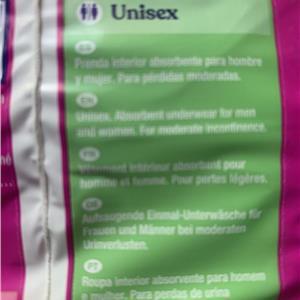 Unisex
ES
Prenda interior absorbente para hombre
y mujer. Para pérdidas moderadas.
EN
Unisex. Absorbent underwear for men
and women. For moderate incontinence.
FR
Vêtement intérieur absorbant pour
homme et femme. Pour pertes légères.
DE
Aufsaugende Einmal-Unterwäsche für
Frauen und Männer bei moderaten
Urinverlusten.
PT
Roupa interior absorvente para homem
e mulher. Para perdas de urina